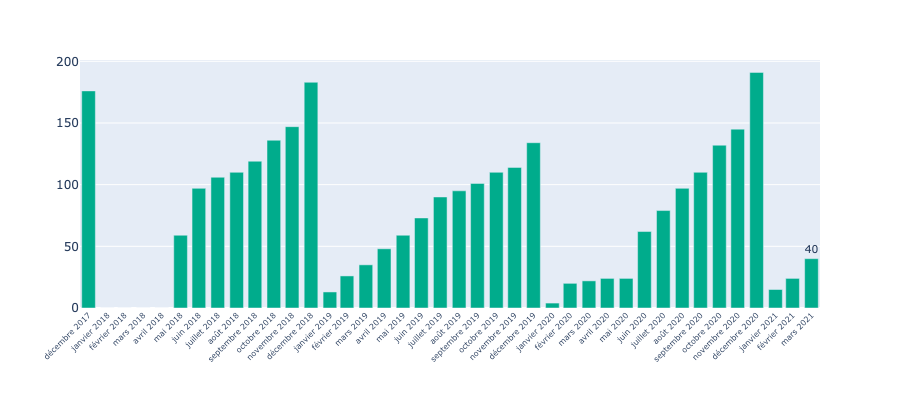 200
150
100
50
0
40
décembre 2017
janvier 2018
février 2018
mars 2018
avril 2018
mai 2018
juin 2018
juillet 2018
août 2018
septembre 2018
octobre 2018
novembre 2018
décembre 2018
janvier 2019
février 2019
mars 2019
avril 2019
mai 2019
juin 2019
juillet 2019
août 2019
septembre 2019
octobre 2019
novembre 2019
décembre 2019
janvier 2020
février 2020
mars 2020
avril 2020
mai 2020
juin 2020
juillet 2020
août 2020
septembre 2020
octobre 2020
novembre 2020
décembre 2020
janvier 2021
février 2021
mars 2021